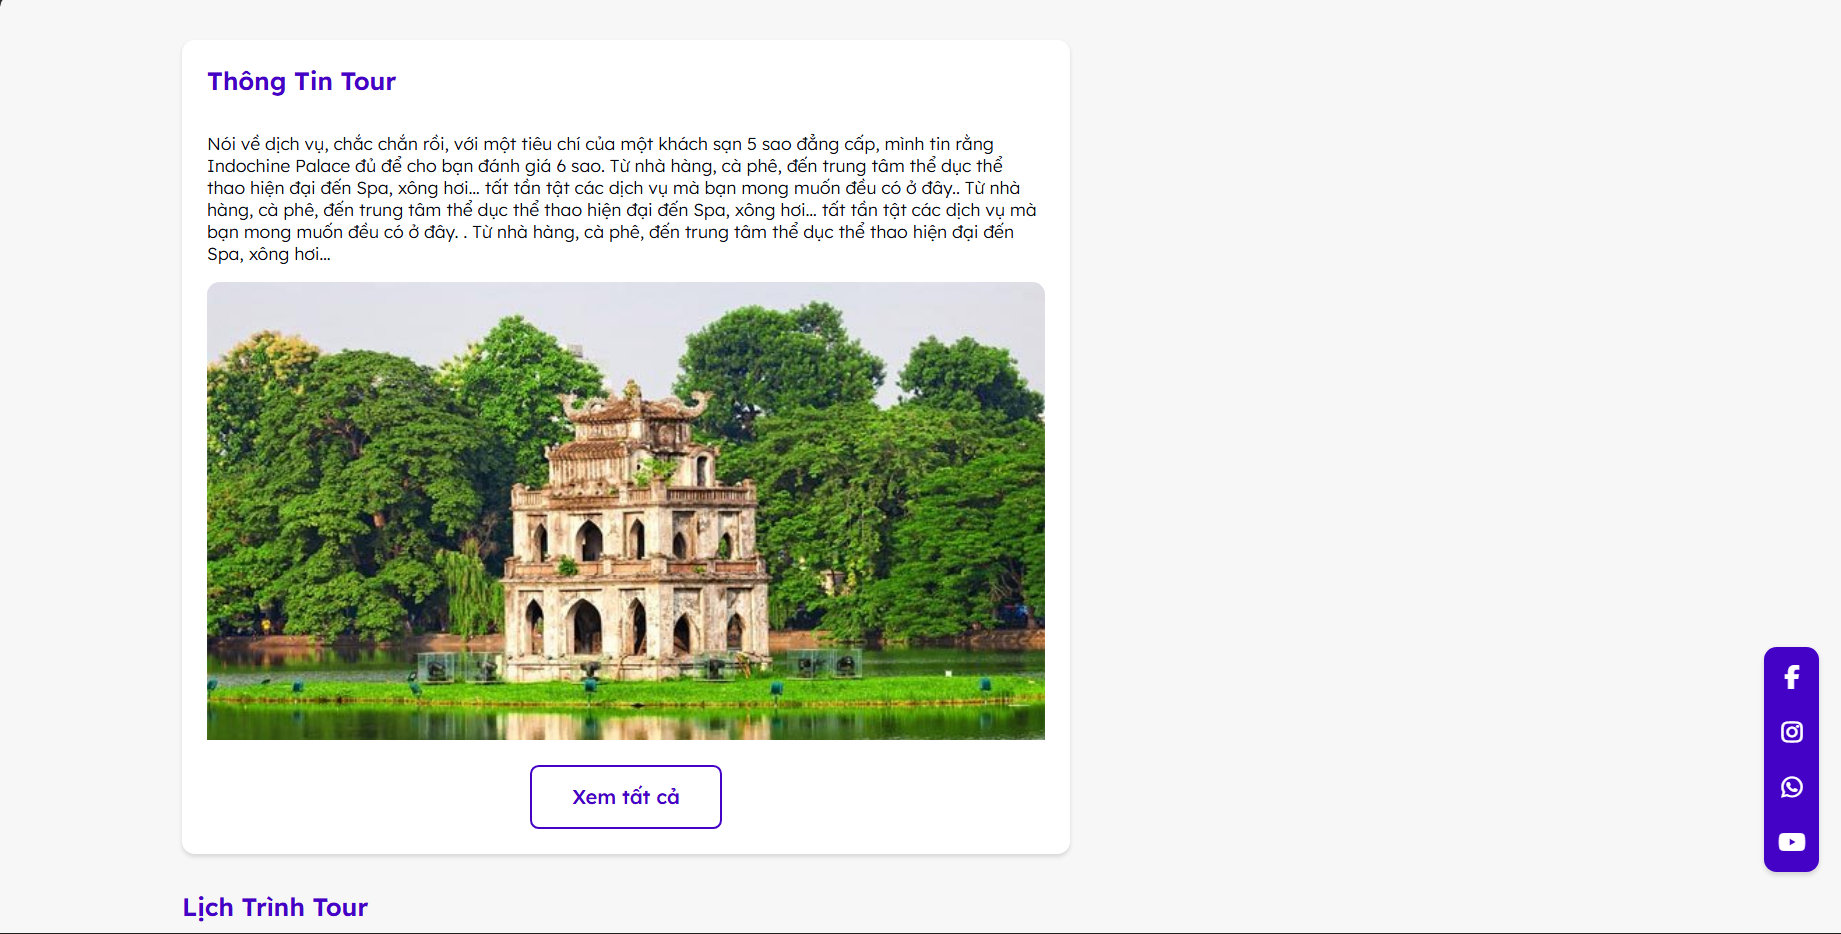 Thông Tin Tour
Nói về dịch vụ, chắc chắn rồi, với một tiêu chí của một khách sạn 5 sao đẳng cấp, mình tin rằng
Indochine Palace đủ để cho bạn đánh giá 6 sao. Từ nhà hàng, cà phê, đến trung tâm thể dục thể
thao hiện đại đến Spa, xông hơi... tất tần tật các dịch vụ mà bạn mong muốn đều có ở đây.. Từ nhà
hàng, cà phê, đến trung tâm thể dục thể thao hiện đại đến Spa, xông hơi... tất tần tật các dịch vụ mà
bạn mong muốn đều có ở đây. . Từ nhà hàng, cà phê, đến trung tâm thể dục thể thao hiện đại đến
Spa, xông hơi...
Xem tất cả
Lịch Trình Tour